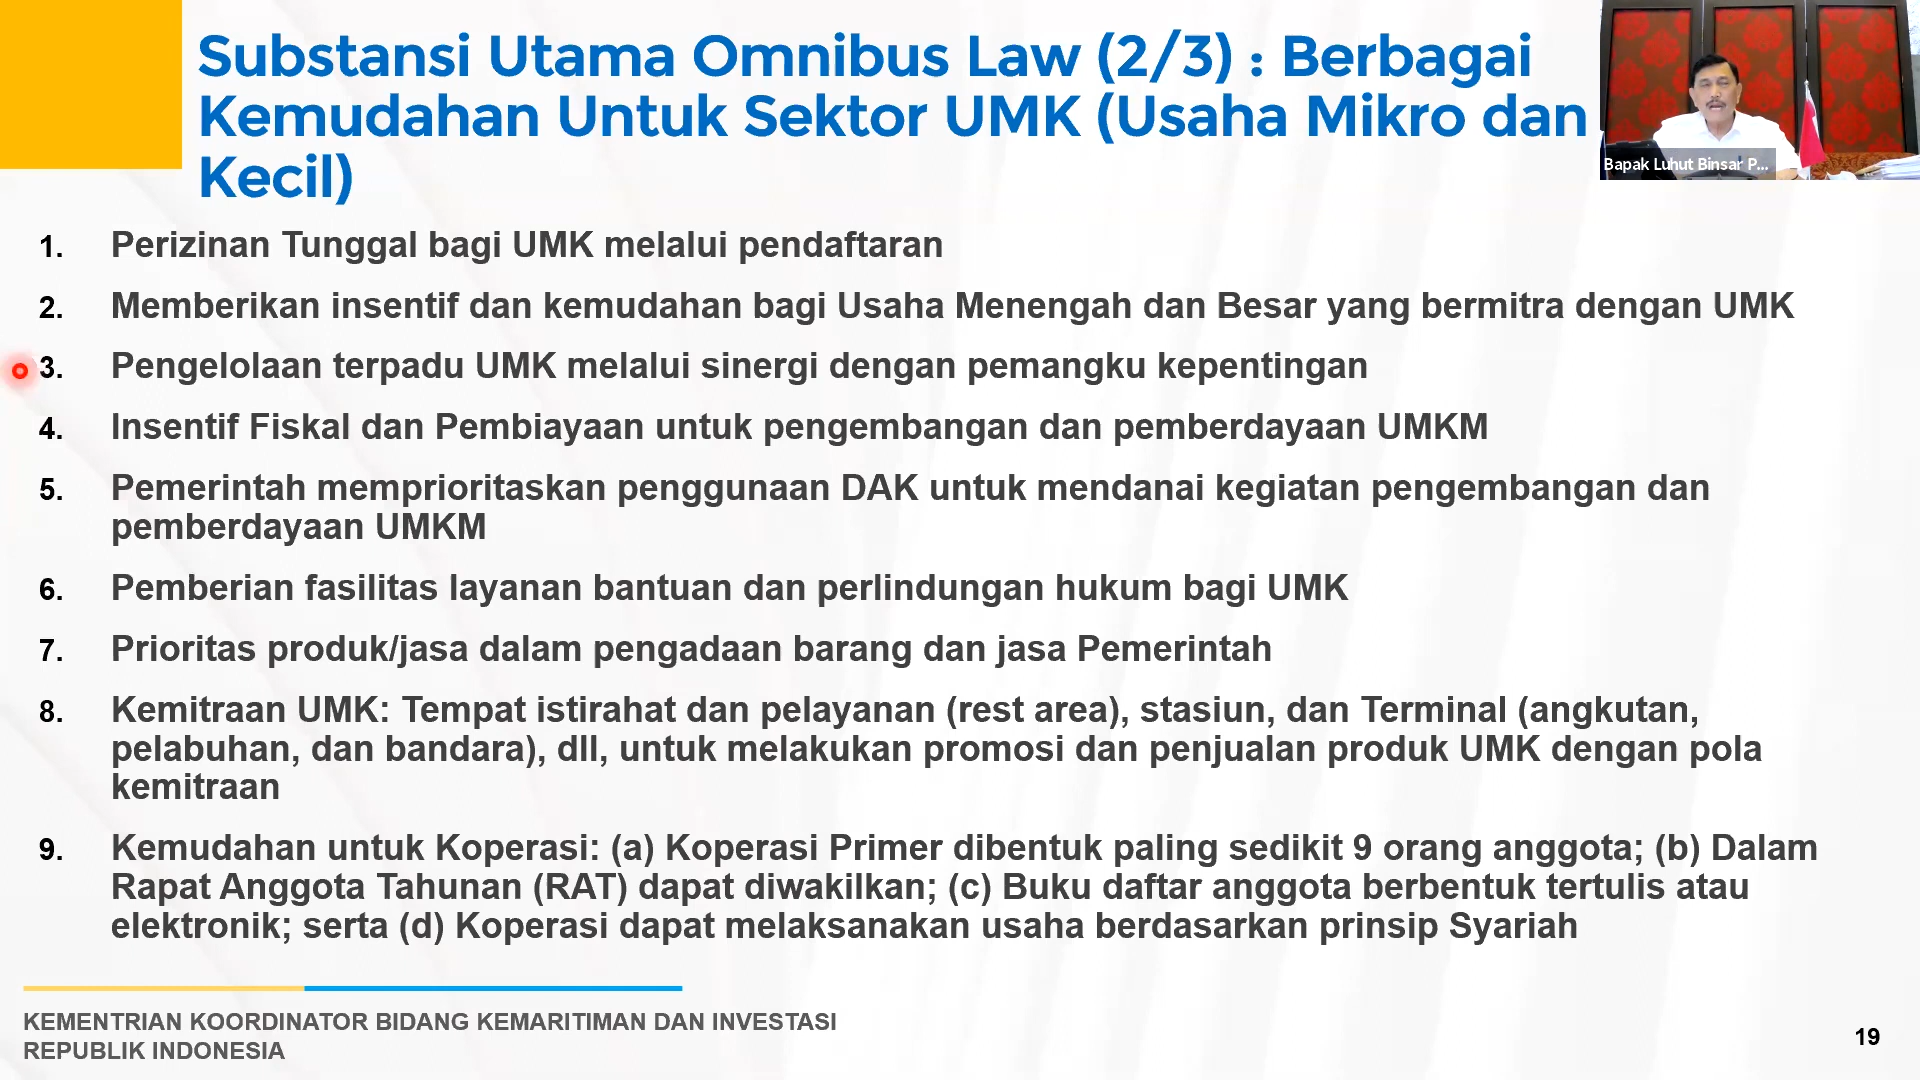 Substansi Utama Omnibus Law (2/3) : Berbagai
Kemudahan Untuk Sektor UMK (Usaha Mikro dan
Kecil)
Bapak Luhut Binsar P...
1. Perizinan Tunggal bagi UMK melalui pendaftaran
2. Memberikan insentif dan kemudahan bagi Usaha Menengah dan Besar yang bermitra dengan UMK
3. Pengelolaan terpadu UMK melalui sinergi dengan pemangku kepentingan
4. Insentif Fiskal dan Pembiayaan untuk pengembangan dan pemberdayaan UMKM
5. Pemerintah memprioritaskan penggunaan DAK untuk mendanai kegiatan pengembangan dan
pemberdayaan UMKM
6. Pemberian fasilitas layanan bantuan dan perlindungan hukum bagi UMK
7. Prioritas produk/jasa dalam pengadaan barang dan jasa Pemerintah
8. Kemitraan UMK: Tempat istirahat dan pelayanan (rest area), stasiun, dan Terminal (angkutan,
pelabuhan, dan bandara), dll, untuk melakukan promosi dan penjualan produk UMK dengan pola
kemitraan
9. Kemudahan untuk Koperasi: (a) Koperasi Primer dibentuk paling sedikit 9 orang anggota; (b) Dalam
Rapat Anggota Tahunan (RAT) dapat diwakilkan; (c) Buku daftar anggota berbentuk tertulis atau
elektronik; serta (d) Koperasi dapat melaksanakan usaha berdasarkan prinsip Syariah
KEMENTRIAN KOORDINATOR BIDANG KEMARITIMAN DAN INVESTASI
REPUBLIK INDONESIA
19